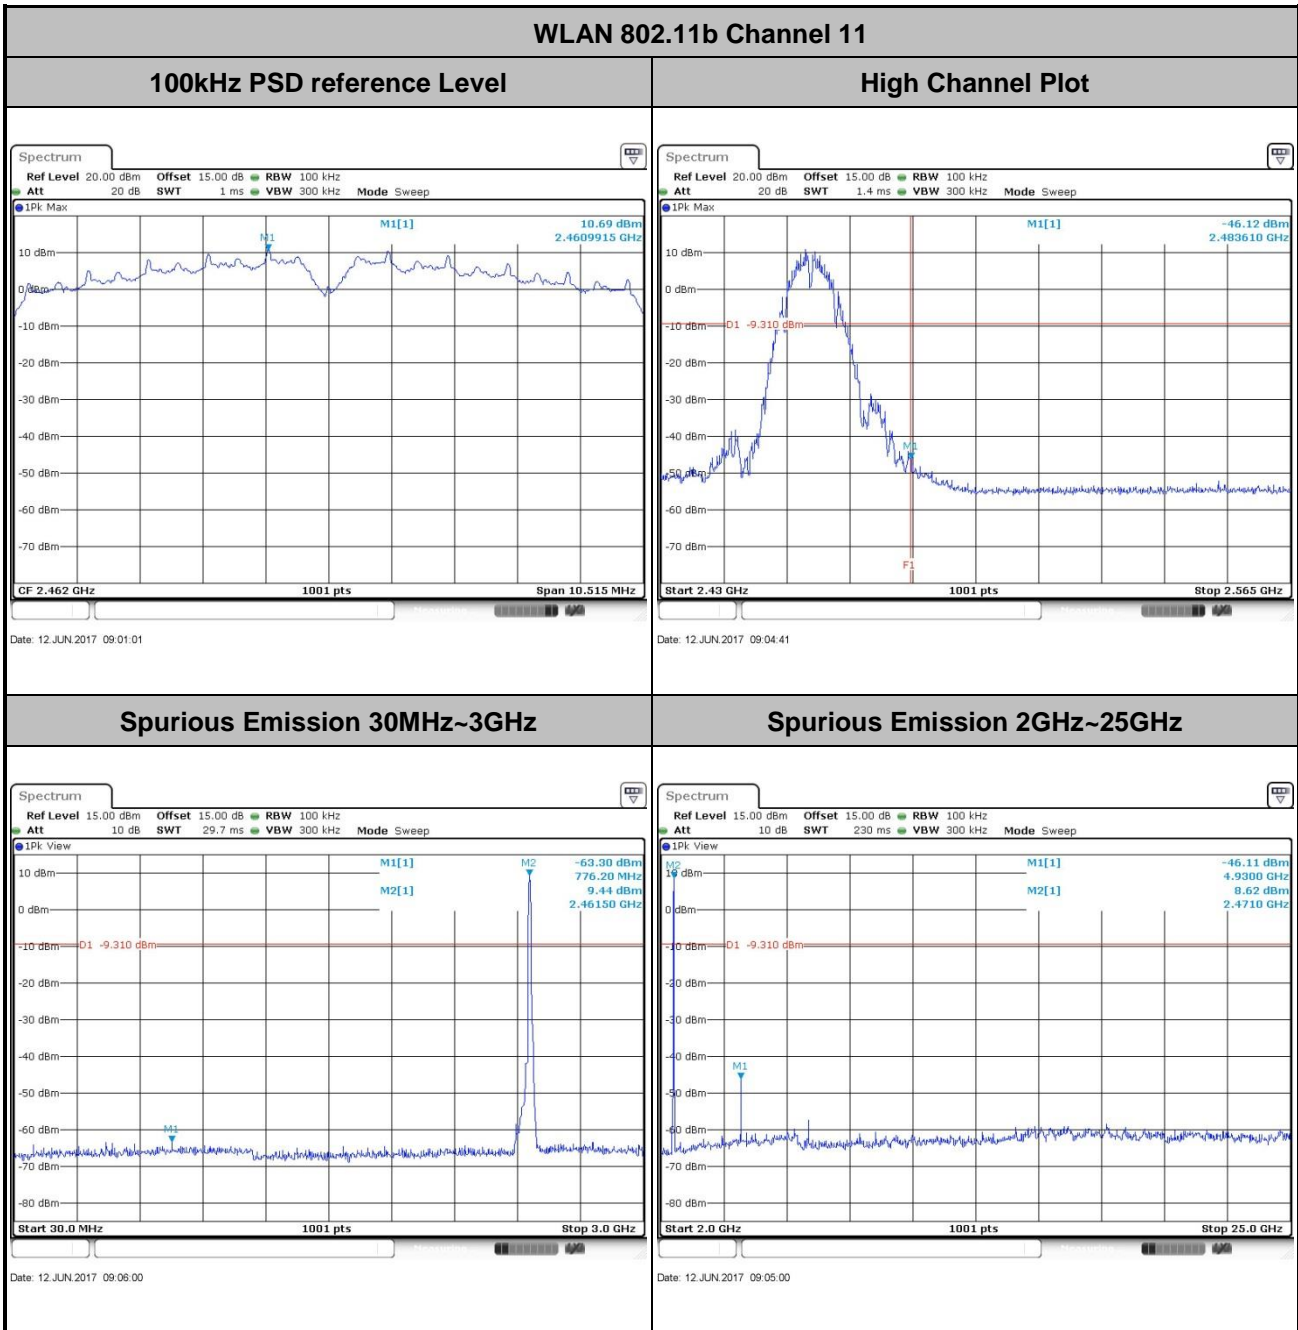 WLAN 802.11b Channel 11
100kHz PSD reference Level
High Channel Plot
Spectrum
Ref Level 20.00 dBm Offset 15.00 dB RBW 100 kHz
Att 20 dB SWT 1 ms VBW 300 kHz Mode Sweep
1Pk Max
M1[1] 10.69 dBm
2.4609915 GHz
M1
10 dBm
0 dBm
-10 dBm
-20 dBm
-30 dBm
-40 dBm
-50 dBm
-60 dBm
-70 dBm
CF 2.462 GHz 1001 pts Span 10.515 MHz
Date: 12.JUN.2017 09:01:01
Spectrum
Ref Level 20.00 dBm Offset 15.00 dB RBW 100 kHz
Att 20 dB SWT 1.4 ms VBW 300 kHz Mode Sweep
1Pk Max
M1[1] -46.12 dBm
2.483610 GHz
10 dBm
0 dBm
-10 dBm D1 -9.310 dBm
-20 dBm
-30 dBm
-40 dBm
M1
-50 dBm
-60 dBm
-70 dBm
F1
Start 2.43 GHz 1001 pts Stop 2.565 GHz
Date: 12.JUN.2017 09:04:41
Spurious Emission 30MHz~3GHz
Spurious Emission 2GHz~25GHz
Spectrum
Ref Level 15.00 dBm Offset 15.00 dB RBW 100 kHz
Att 10 dB SWT 29.7 ms VBW 300 kHz Mode Sweep
1Pk View
M1[1] M2 -63.30 dBm
10 dBm 776.20 MHz
M2[1] 9.44 dBm
2.46150 GHz
0 dBm
-10 dBm D1 -9.310 dBm
-20 dBm
-30 dBm
-40 dBm
-50 dBm
-60 dBm M1
-70 dBm
-80 dBm
Start 30.0 MHz 1001 pts Stop 3.0 GHz
Date: 12.JUN.2017 09:06:00
Spectrum
Ref Level 15.00 dBm Offset 15.00 dB RBW 100 kHz
Att 10 dB SWT 230 ms VBW 300 kHz Mode Sweep
1Pk View
M2 M1[1] -46.11 dBm
10 dBm 4.9300 GHz
M2[1] 8.62 dBm
2.4710 GHz
0 dBm
-10 dBm D1 -9.310 dBm
-20 dBm
-30 dBm
-40 dBm
M1
-50 dBm
-60 dBm
-70 dBm
-80 dBm
Start 2.0 GHz 1001 pts Stop 25.0 GHz
Date: 12.JUN.2017 09:05:00